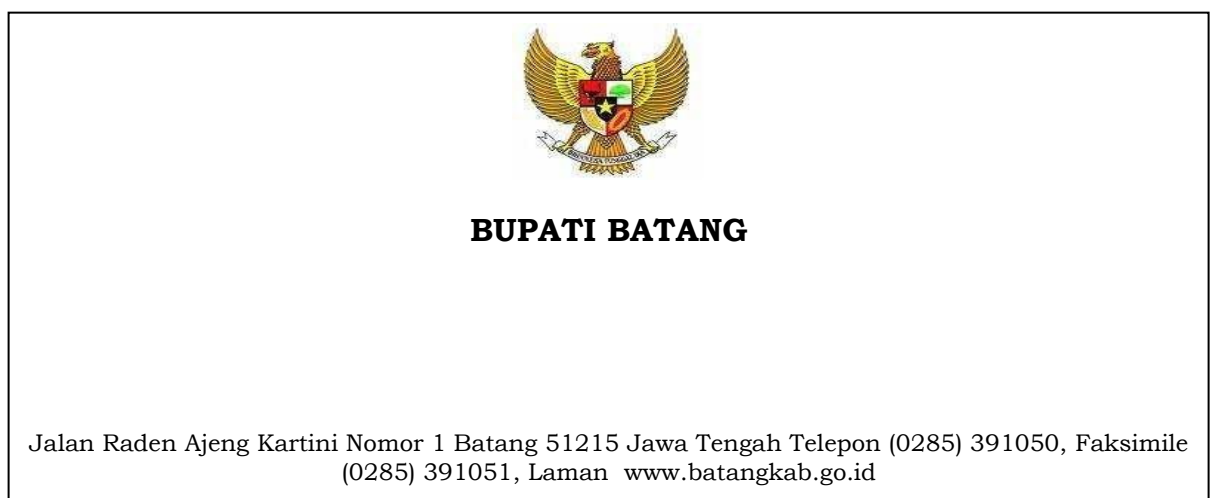 BUPATI BATANG
Jalan Raden Ajeng Kartini Nomor 1 Batang 51215 Jawa Tengah Telepon (0285) 391050, Faksimile
(0285) 391051, Laman www.batangkab.go.id